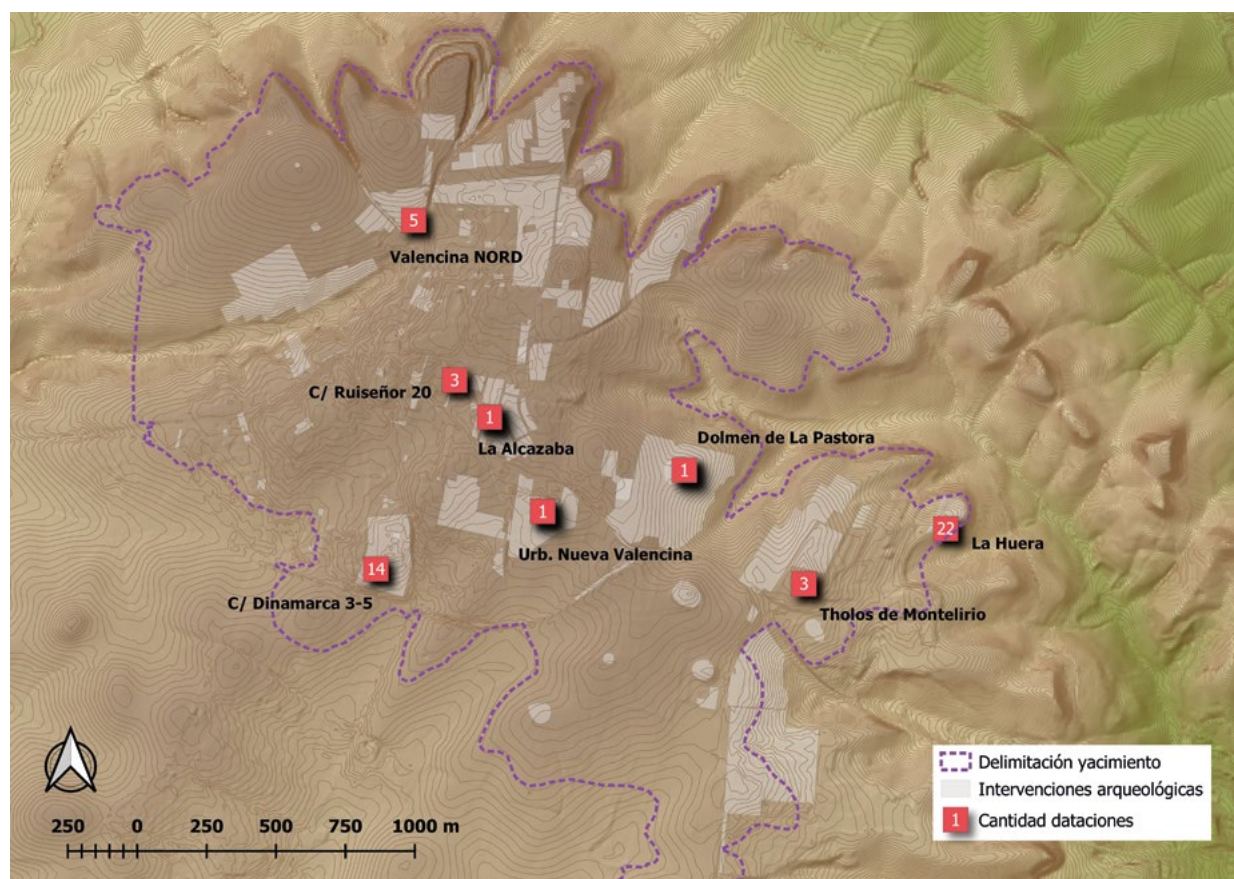 5
Valencina NORD
3
C/ Ruiseñor 20
1
La Alcazaba
Dolmen de La Pastora
1
1
Urb. Nueva Valencina
22
La Huera
14
C/ Dinamarca 3-5
3
Tholos de Montelirio
250 0 250 500 750 1000 m
Delimitación yacimiento
Intervenciones arqueológicas
1 Cantidad dataciones